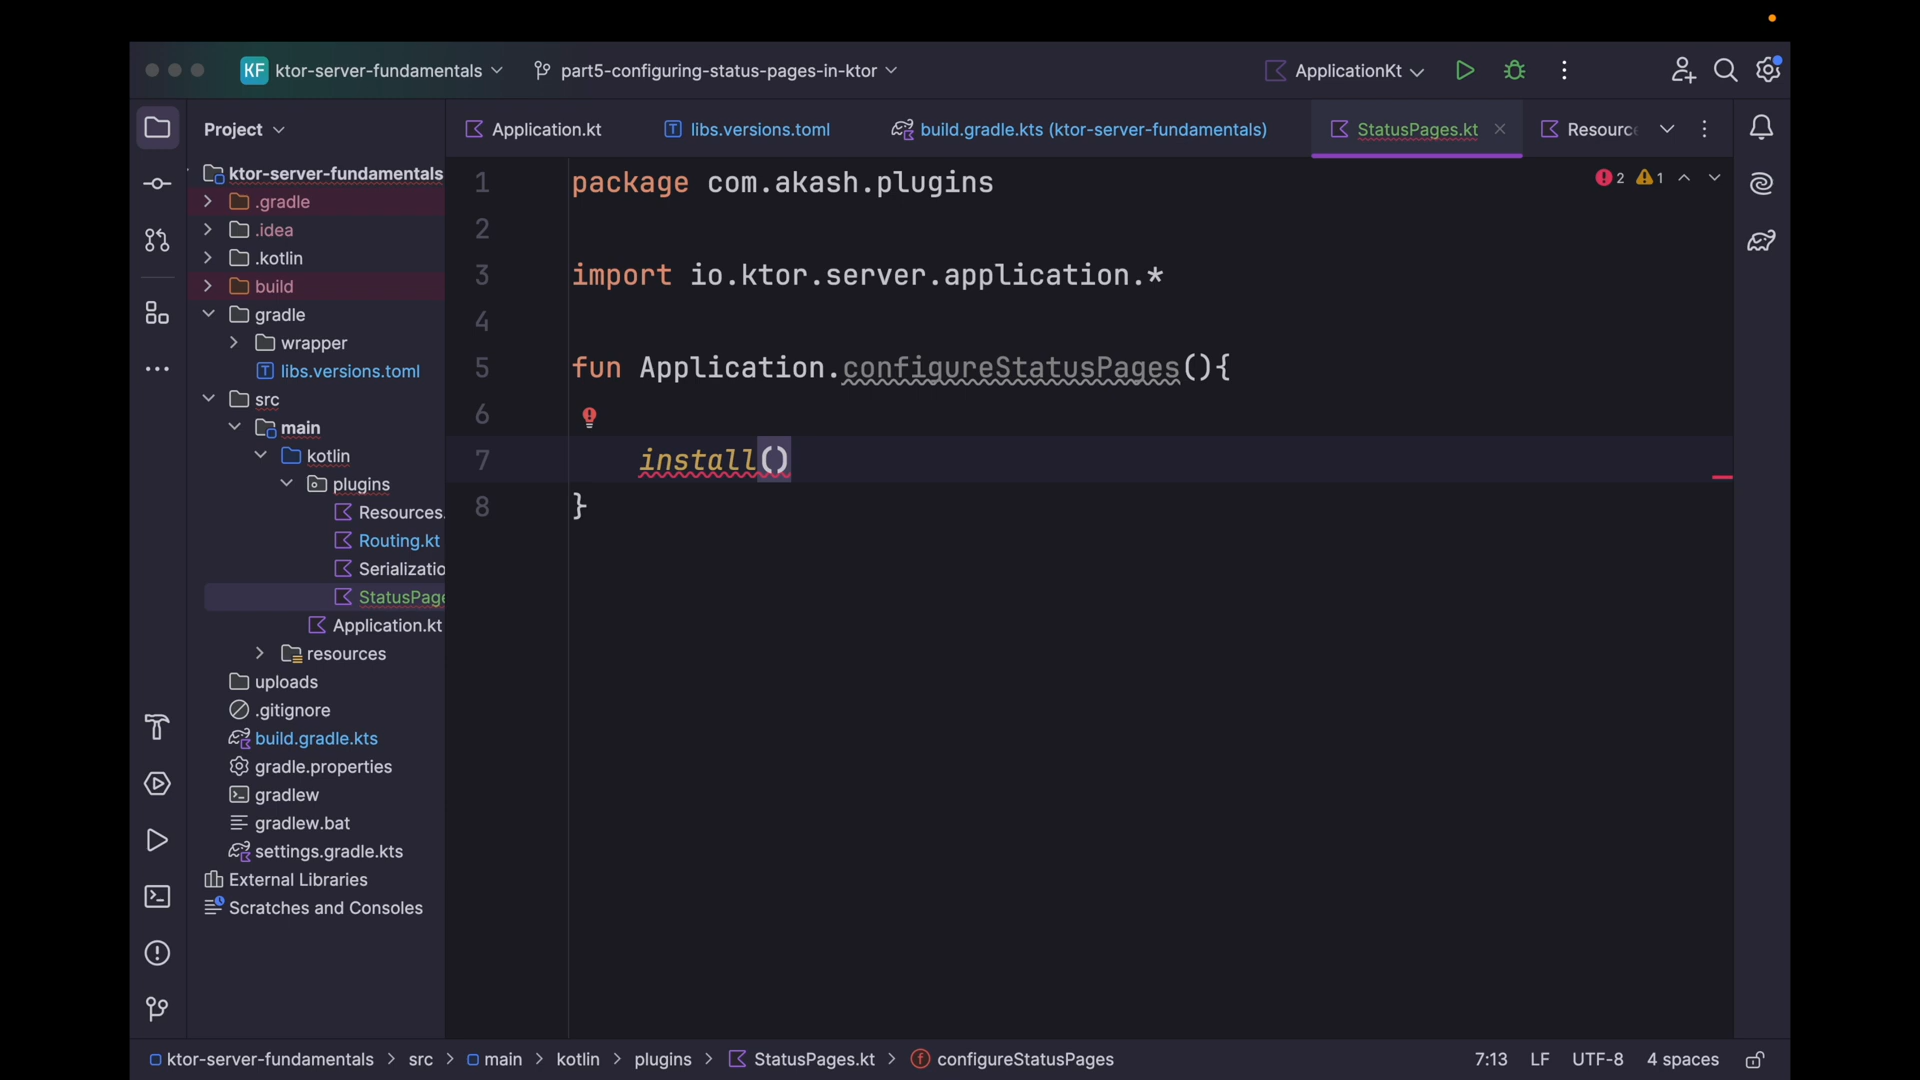 KF ktor-server-fundamentals part5-configuring-status-pages-in-ktor ApplicationKt
Project
Application.kt libs.versions.toml build.gradle.kts (ktor-server-fundamentals) StatusPages.kt Resourc
ktor-server-fundamentals
.gradle
.idea
.kotlin
build
gradle
wrapper
libs.versions.toml
src
main
kotlin
plugins
Resources.
Routing.kt
Serializatio
StatusPage
Application.kt
resources
uploads
.gitignore
build.gradle.kts
gradle.properties
gradlew
gradlew.bat
settings.gradle.kts
External Libraries
Scratches and Consoles
1 package com.akash.plugins
2 1
2
3 import io.ktor.server.application.*
4
5 fun Application.configureStatusPages(){
6
7 install()
8 }
ktor-server-fundamentals > src > main > kotlin > plugins > StatusPages.kt > configureStatusPages 7:13 LF UTF-8 4 spaces